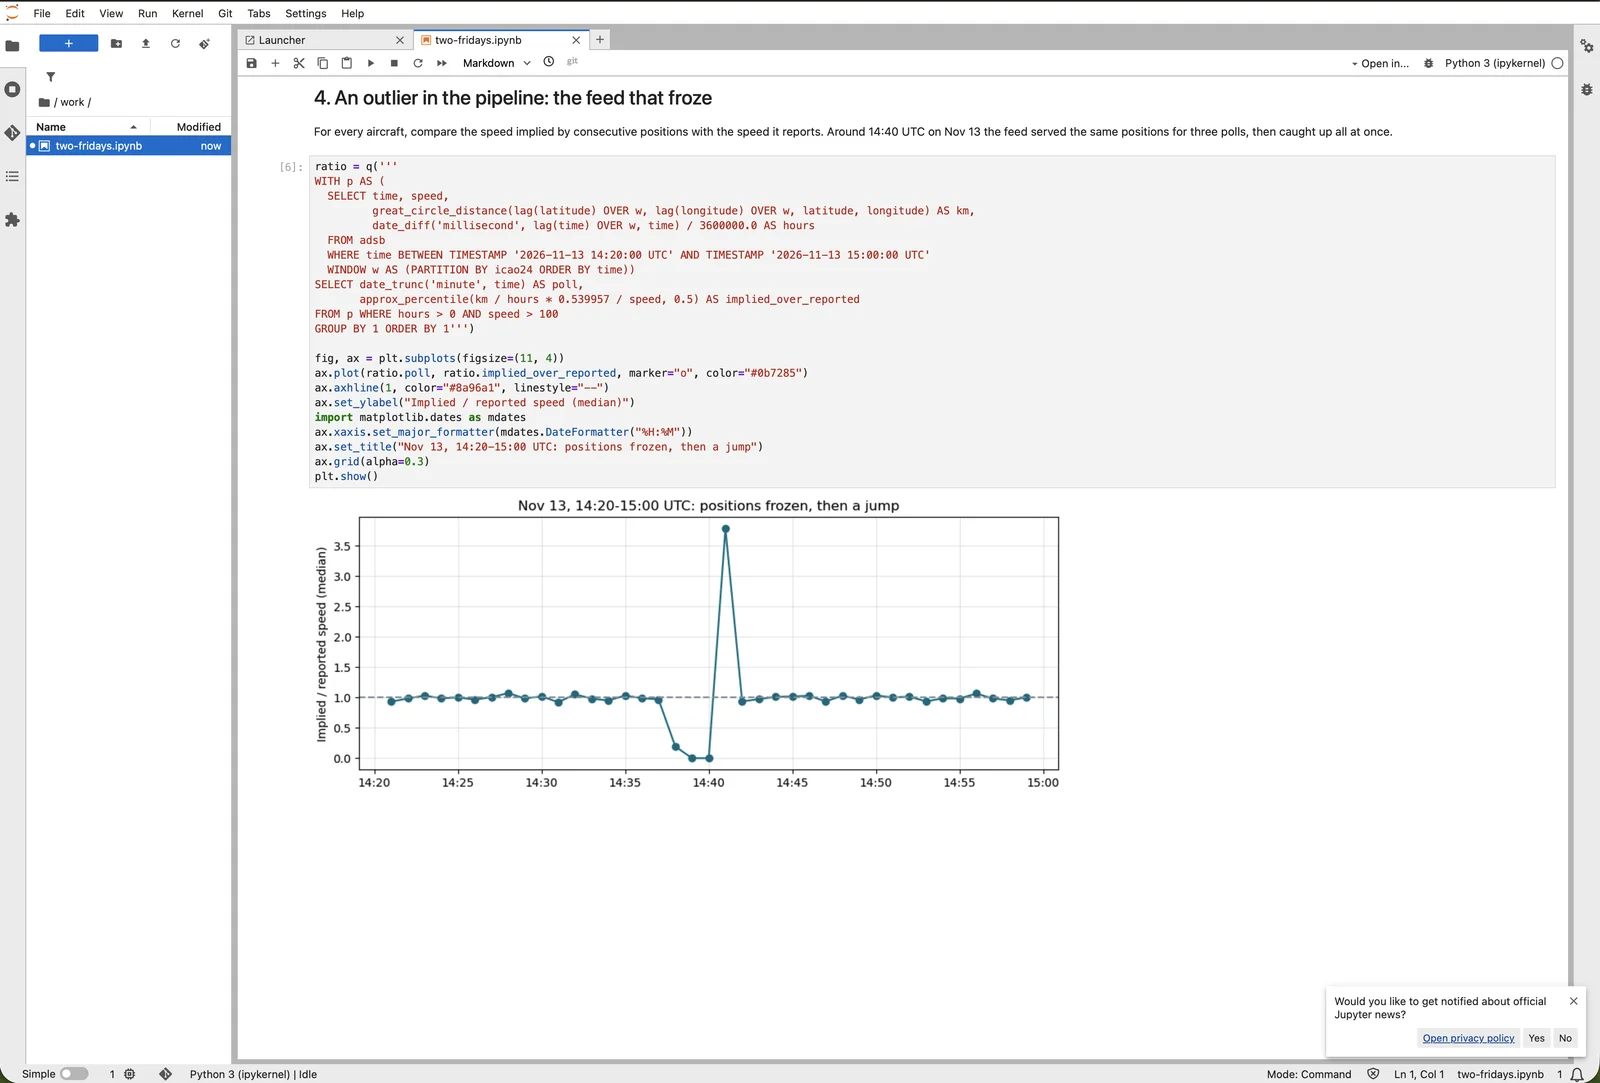 File Edit View Run Kernel Git Tabs Settings Help
+
Launcher
two-fridays.ipynb
+
Markdown
git
Open in...
Python 3 (ipykernel)
/ work /
Name Modified
two-fridays.ipynb now
4. An outlier in the pipeline: the feed that froze
For every aircraft, compare the speed implied by consecutive positions with the speed it reports. Around 14:40 UTC on Nov 13 the feed served the same positions for three polls, then caught up all at once.
[6]:
ratio = q('''
WITH p AS (
  SELECT time, speed,
         great_circle_distance(lag(latitude) OVER w, lag(longitude) OVER w, latitude, longitude) AS km,
         date_diff('millisecond', lag(time) OVER w, time) / 3600000.0 AS hours
  FROM adsb
  WHERE time BETWEEN TIMESTAMP '2026-11-13 14:20:00 UTC' AND TIMESTAMP '2026-11-13 15:00:00 UTC'
  WINDOW w AS (PARTITION BY icao24 ORDER BY time))
SELECT date_trunc('minute', time) AS poll,
       approx_percentile(km / hours * 0.539957 / speed, 0.5) AS implied_over_reported
FROM p WHERE hours > 0 AND speed > 100
GROUP BY 1 ORDER BY 1''')
fig, ax = plt.subplots(figsize=(11, 4))
ax.plot(ratio.poll, ratio.implied_over_reported, marker="o", color="#0b7285")
ax.axhline(1, color="#8a96a1", linestyle="--")
ax.set_ylabel("Implied / reported speed (median)")
import matplotlib.dates as mdates
ax.xaxis.set_major_formatter(mdates.DateFormatter("%H:%M"))
ax.set_title("Nov 13, 14:20-15:00 UTC: positions frozen, then a jump")
ax.grid(alpha=0.3)
plt.show()
Nov 13, 14:20-15:00 UTC: positions frozen, then a jump
Implied / reported speed (median)
3.5
3.0
2.5
2.0
1.5
1.0
0.5
0.0
14:20 14:25 14:30 14:35 14:40 14:45 14:50 14:55 15:00
Would you like to get notified about official
Jupyter news?
Open privacy policy Yes No
Simple 1 Python 3 (ipykernel) | Idle
Mode: Command Ln 1, Col 1 two-fridays.ipynb 1